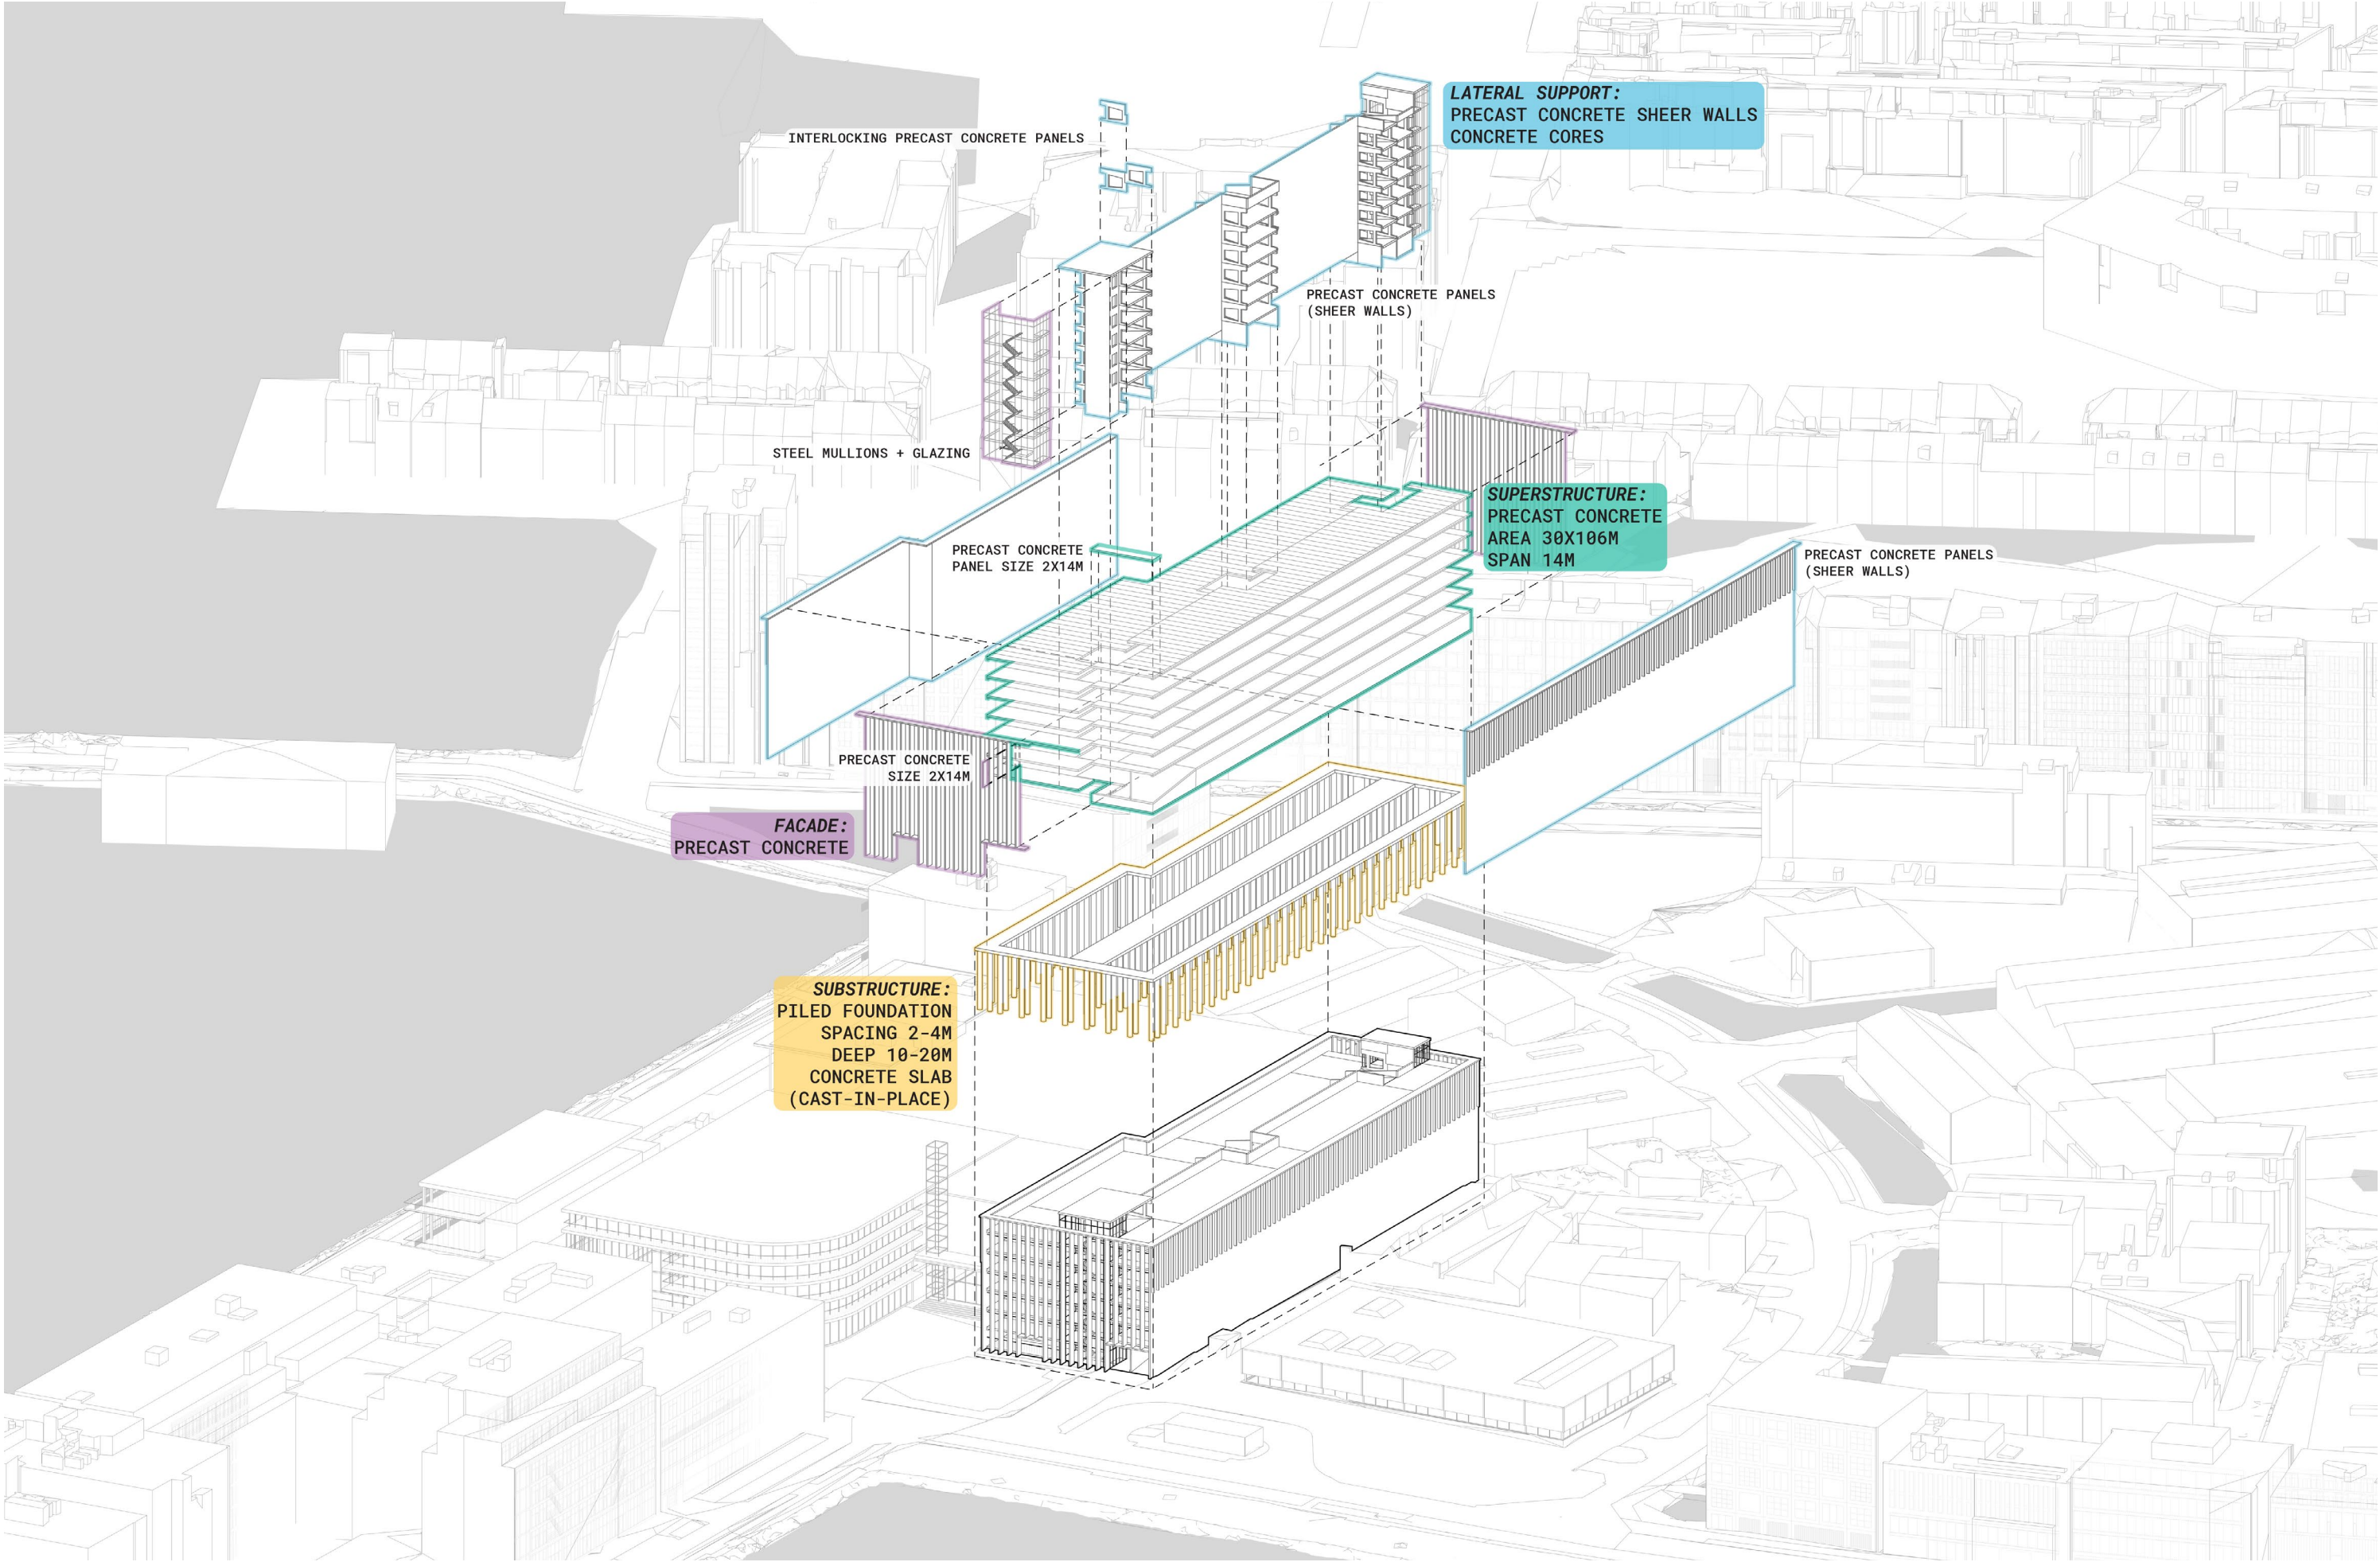 LATERAL SUPPORT:
PRECAST CONCRETE SHEER WALLS
CONCRETE CORES
INTERLOCKING PRECAST CONCRETE PANELS
PRECAST CONCRETE PANELS
(SHEER WALLS)
STEEL MULLIONS + GLAZING
SUPERSTRUCTURE:
PRECAST CONCRETE
AREA 30X106M
SPAN 14M
PRECAST CONCRETE
PANEL SIZE 2X14M
PRECAST CONCRETE PANELS
(SHEER WALLS)
PRECAST CONCRETE
SIZE 2X14M
FACADE:
PRECAST CONCRETE
SUBSTRUCTURE:
PILED FOUNDATION
SPACING 2-4M
DEEP 10-20M
CONCRETE SLAB
(CAST-IN-PLACE)